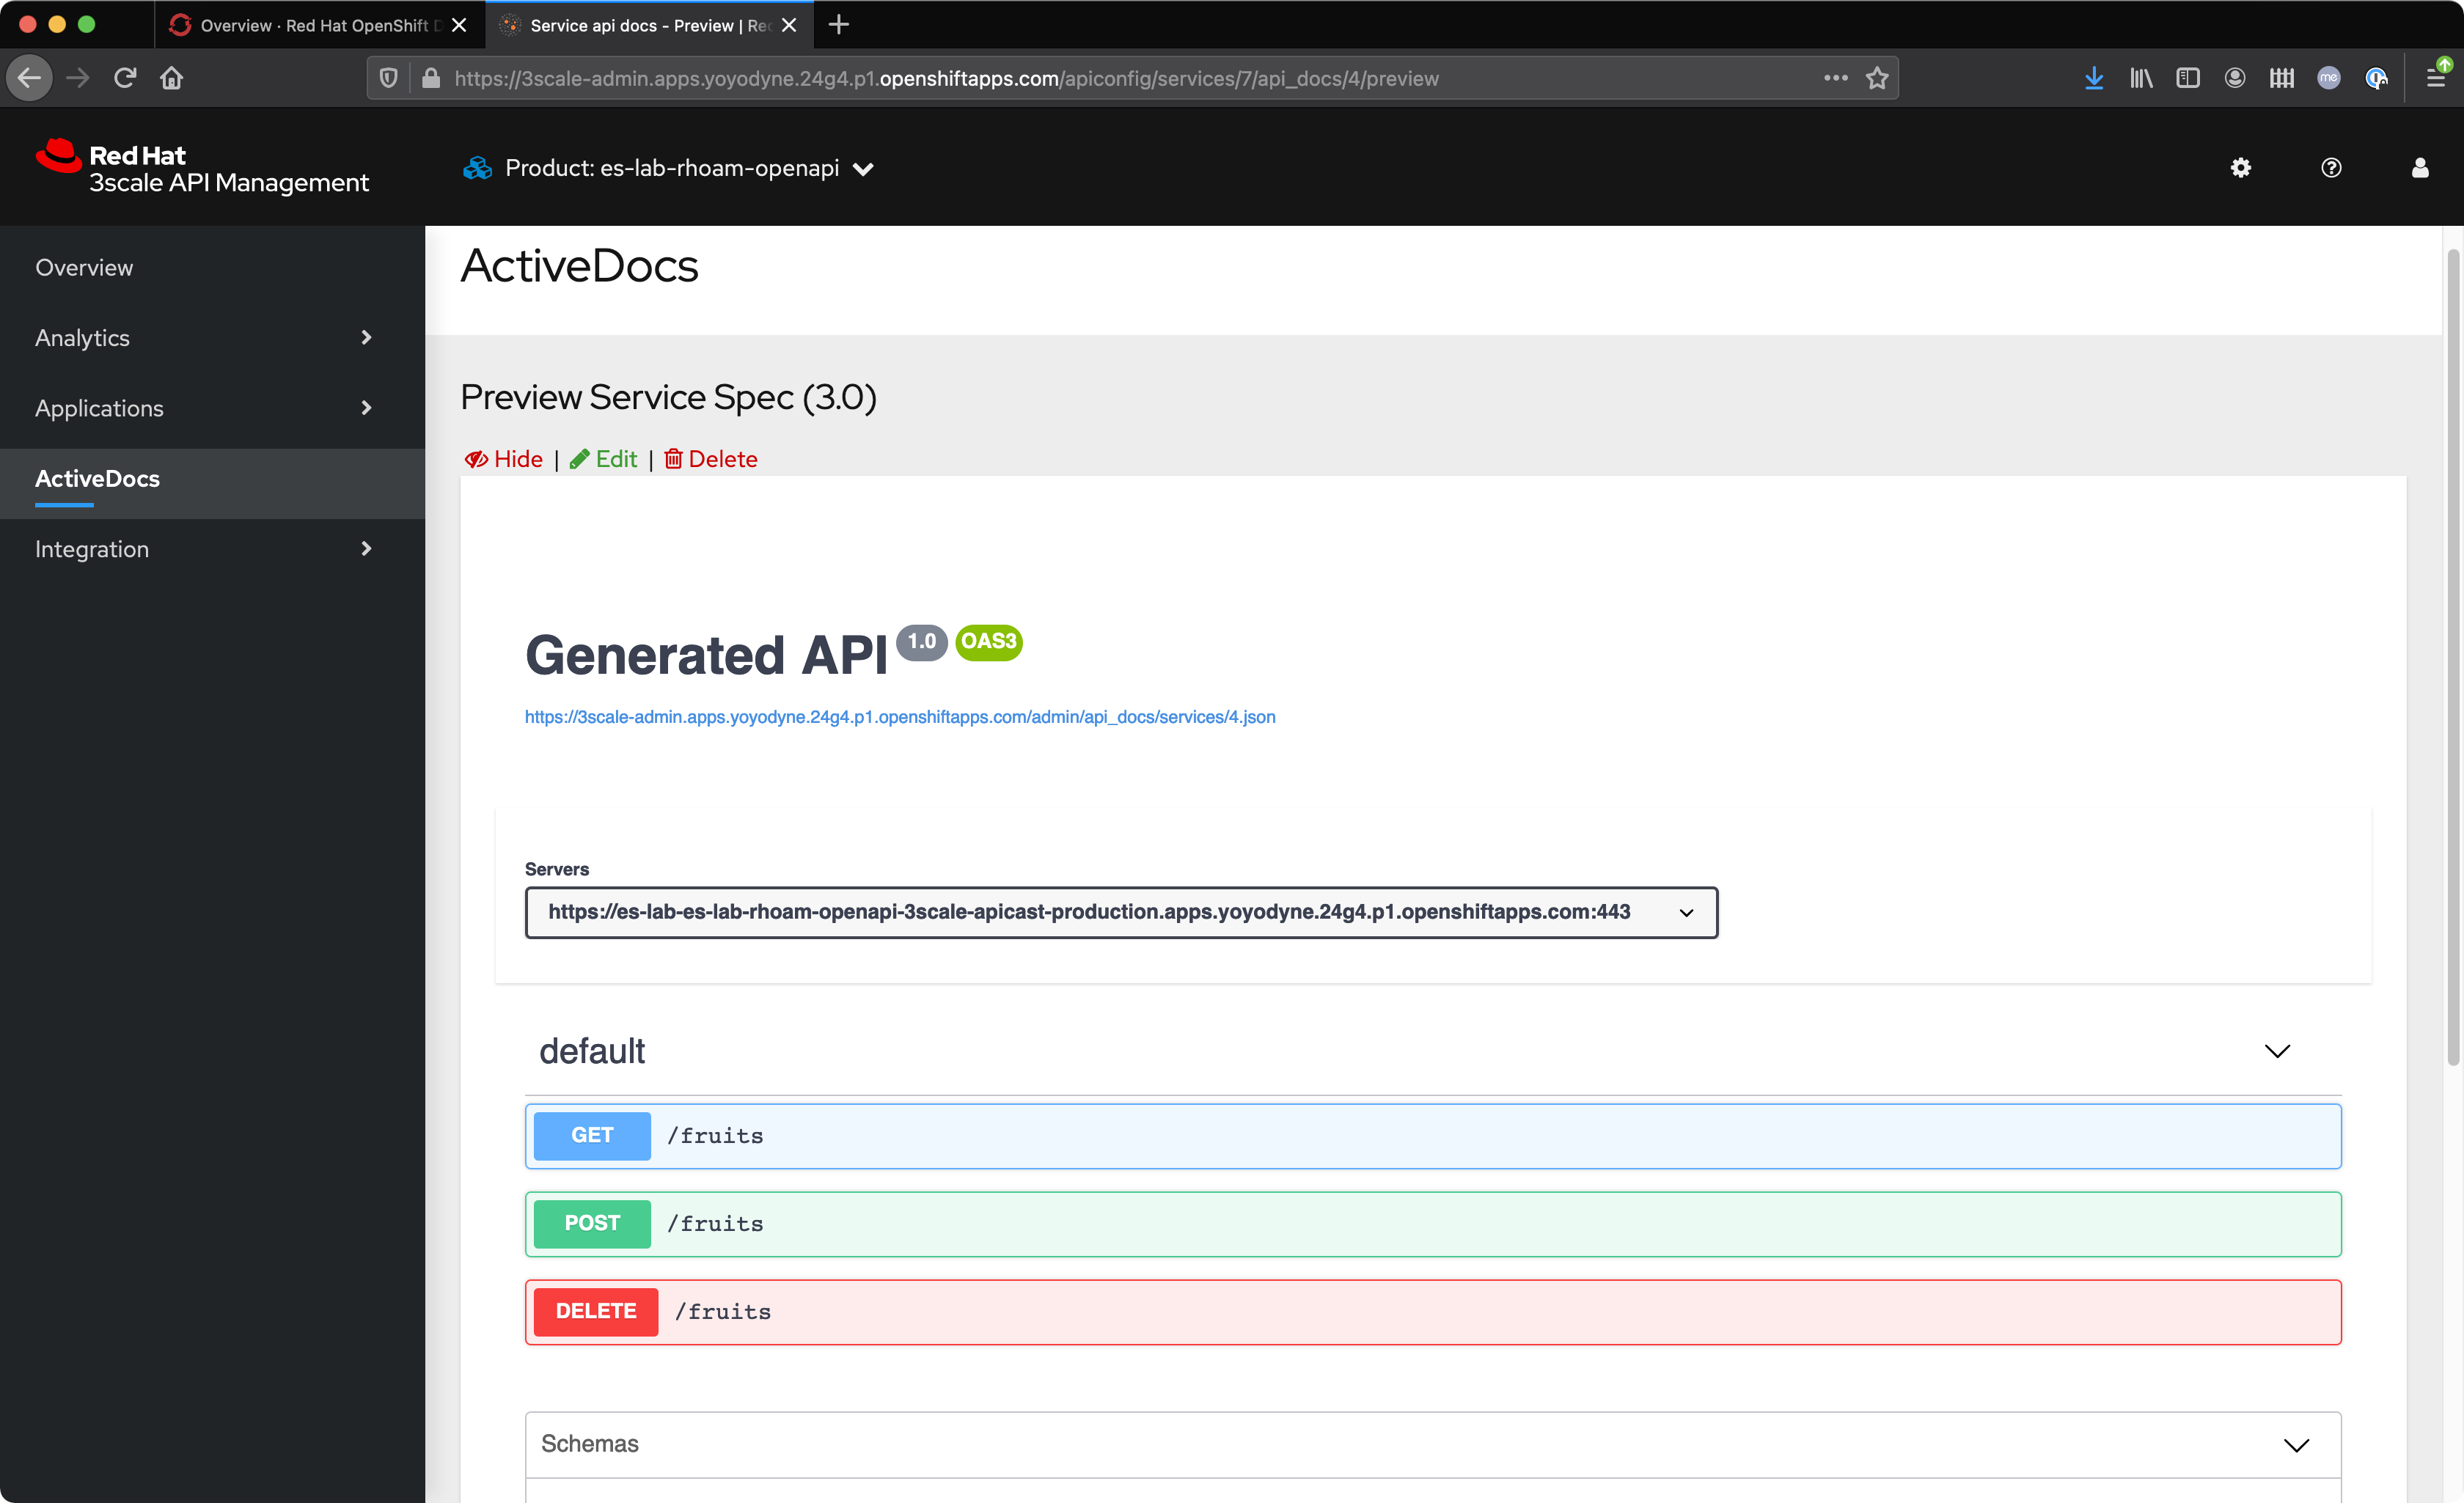 Overview · Red Hat OpenShift D
Service api docs - Preview | Red
https://3scale-admin.apps.yoyodyne.24g4.p1.openshiftapps.com/apiconfig/services/7/api_docs/4/preview
me
Red Hat
3scale API Management
Product: es-lab-rhoam-openapi
Overview
Analytics
Applications
ActiveDocs
Integration
ActiveDocs
Preview Service Spec (3.0)
Hide | Edit | Delete
Generated API 1.0 OAS3
https://3scale-admin.apps.yoyodyne.24g4.p1.openshiftapps.com/admin/api_docs/services/4.json
Servers
https://es-lab-es-lab-rhoam-openapi-3scale-apicast-production.apps.yoyodyne.24g4.p1.openshiftapps.com:443
default
GET /fruits
POST /fruits
DELETE /fruits
Schemas